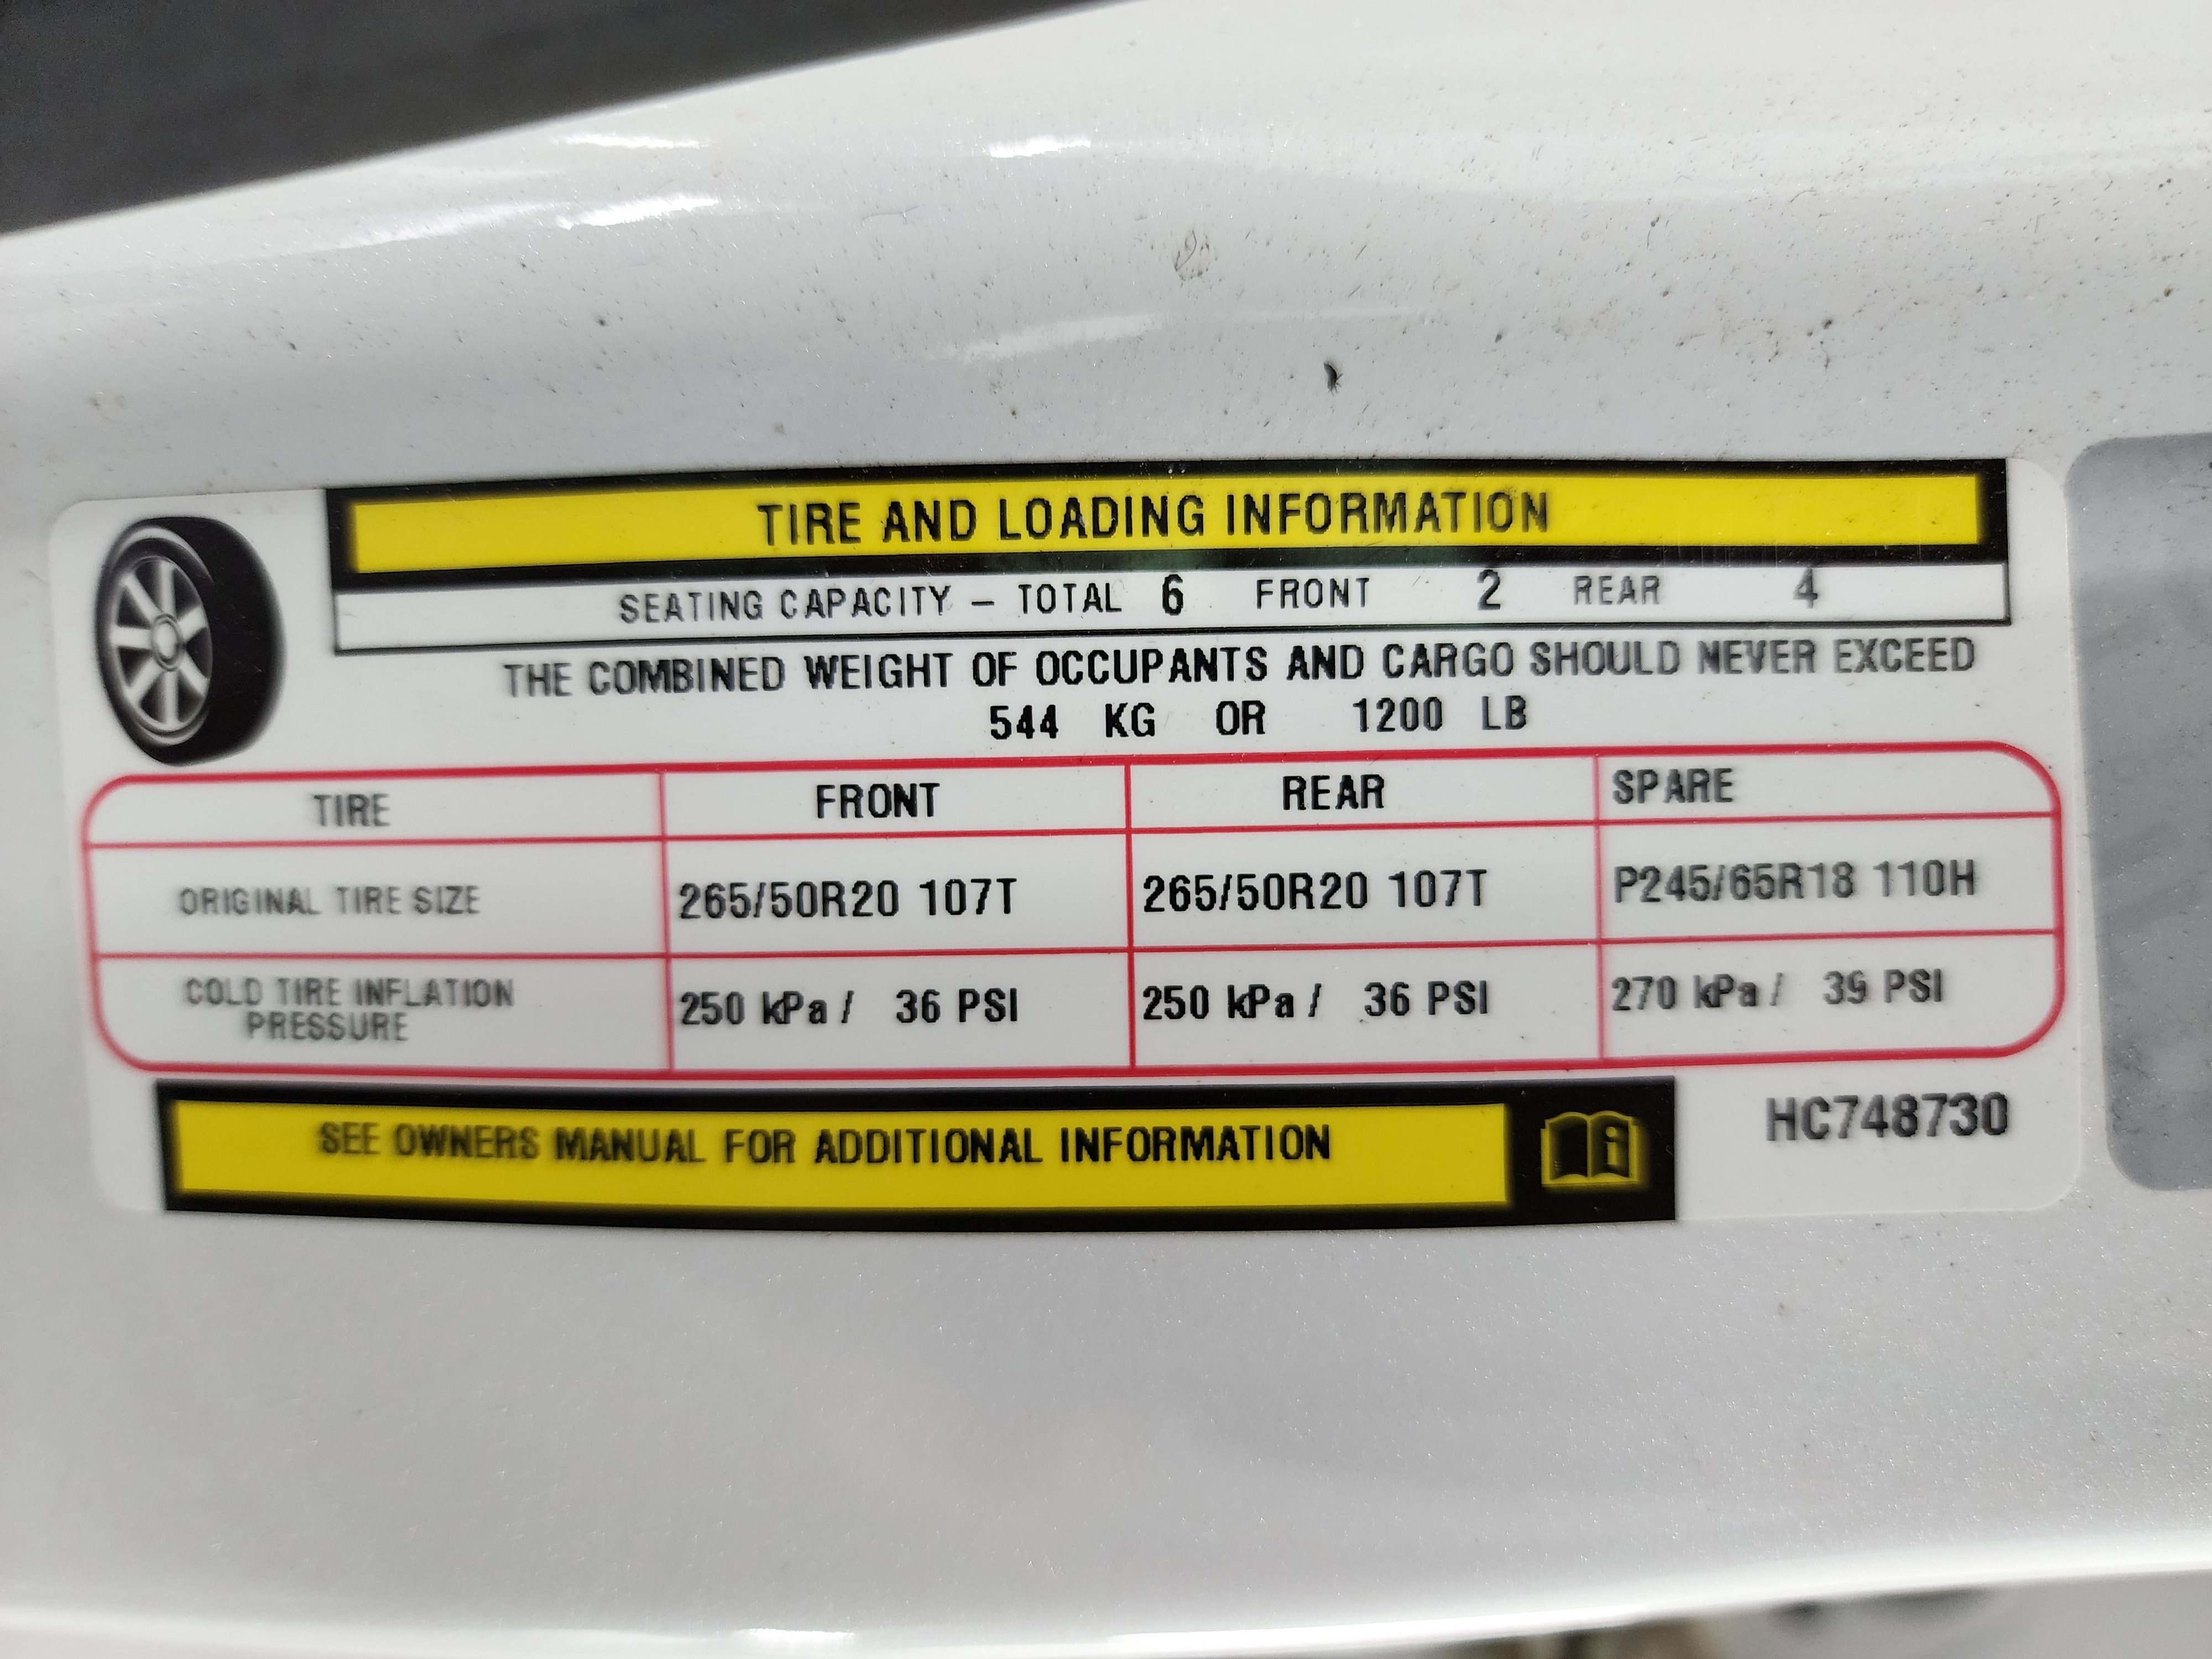 TIRE AND LOADING INFORMATION
SEATING CAPACITY – TOTAL 6 FRONT 2 REAR 4
THE COMBINED WEIGHT OF OCCUPANTS AND CARGO SHOULD NEVER EXCEED
544 KG OR 1200 LB
TIRE FRONT REAR SPARE
ORIGINAL TIRE SIZE 265/50R20 107T 265/50R20 107T P245/65R18 110H
COLD TIRE INFLATION
PRESSURE 250 kPa / 36 PSI 250 kPa / 36 PSI 270 kPa / 39 PSI
SEE OWNERS MANUAL FOR ADDITIONAL INFORMATION
HC748730